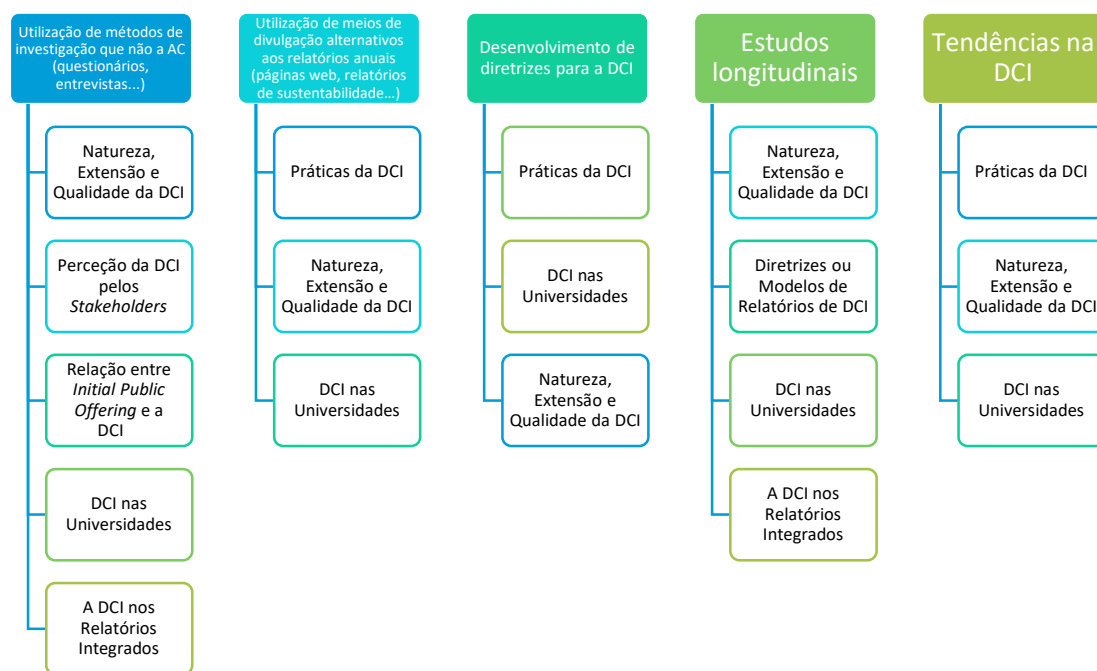 Utilização de métodos de
investigação que não a AC
(questionários,
entrevistas...)
Natureza,
Extensão e
Qualidade da DCI
Perceção da DCI
pelos
Stakeholders
Relação entre
Initial Public
Offering e a
DCI
DCI nas
Universidades
A DCI nos
Relatórios
Integrados
Utilização de meios de
divulgação alternativos
aos relatórios anuais
(páginas web, relatórios
de sustentabilidade...)
Práticas da DCI
Natureza,
Extensão e
Qualidade da DCI
DCI nas
Universidades
Desenvolvimento de
diretrizes para a DCI
Práticas da DCI
DCI nas
Universidades
Natureza,
Extensão e
Qualidade da DCI
Estudos
longitudinais
Natureza,
Extensão e
Qualidade da DCI
Diretrizes ou
Modelos de
Relatórios de DCI
DCI nas
Universidades
A DCI nos
Relatórios
Integrados
Tendências na
DCI
Práticas da DCI
Natureza,
Extensão e
Qualidade da DCI
DCI nas
Universidades